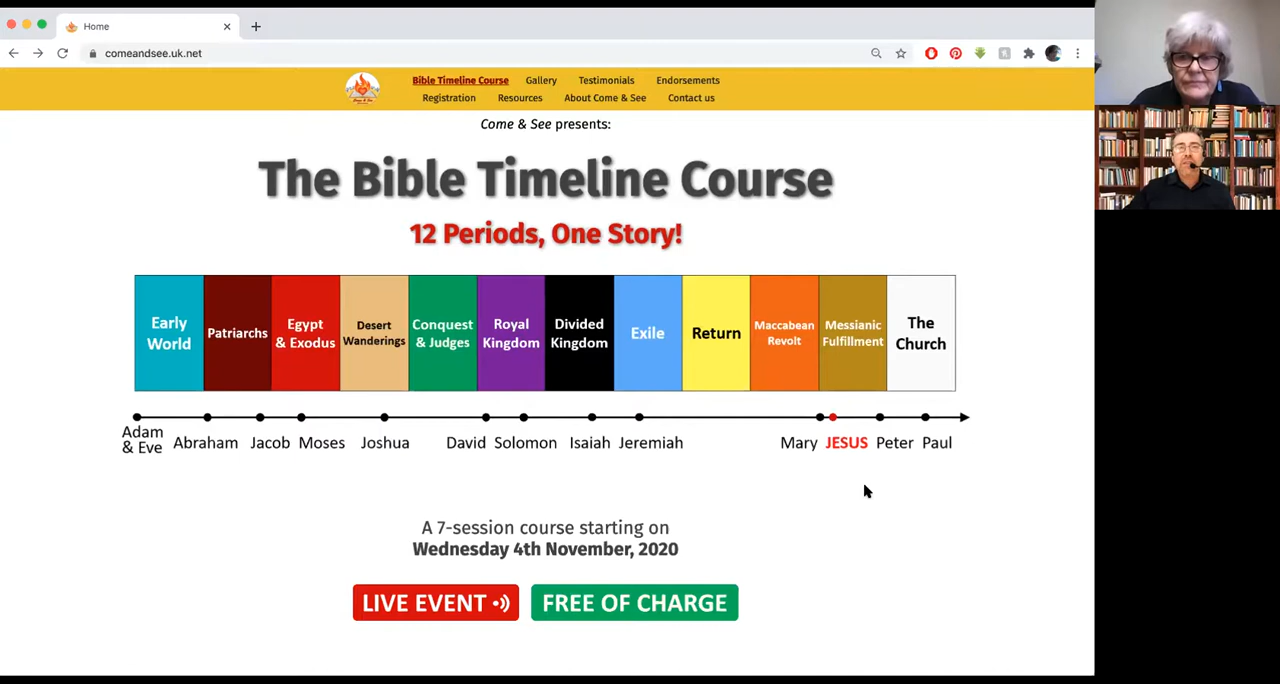 Home
comeandsee.uk.net
Bible Timeline Course Gallery Testimonials Endorsements
Registration Resources About Come & See Contact us
Come & See presents:
The Bible Timeline Course
12 Periods, One Story!
Early World
Patriarchs
Egypt & Exodus
Desert Wanderings
Conquest & Judges
Royal Kingdom
Divided Kingdom
Exile
Return
Maccabean Revolt
Messianic Fulfillment
The Church
Adam & Eve
Abraham
Jacob
Moses
Joshua
David
Solomon
Isaiah
Jeremiah
Mary
JESUS
Peter
Paul
A 7-session course starting on
Wednesday 4th November, 2020
LIVE EVENT
FREE OF CHARGE